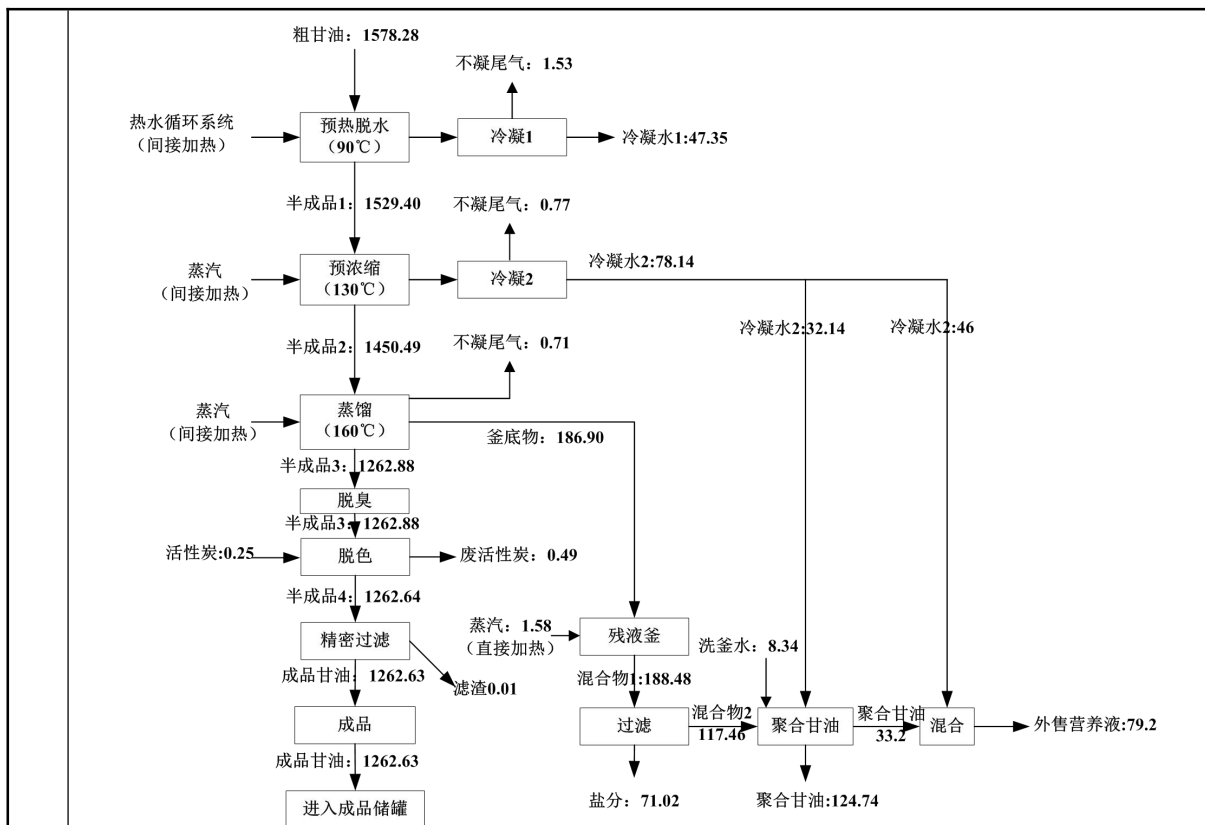 粗甘油：1578.28
不凝尾气：1.53
热水循环系统
（间接加热）
预热脱水
（90℃）
冷凝1
冷凝水1:47.35
半成品1：1529.40
不凝尾气：0.77
蒸汽
（间接加热）
预浓缩
（130℃）
冷凝2
冷凝水2:78.14
冷凝水2:32.14
冷凝水2:46
半成品2：1450.49
不凝尾气：0.71
蒸汽
（间接加热）
蒸馏
（160℃）
釜底物：186.90
半成品3：1262.88
脱臭
半成品3：1262.88
活性炭:0.25
脱色
废活性炭：0.49
半成品4：1262.64
精密过滤
蒸汽：1.58
（直接加热）
残液釜
洗釜水：8.34
成品甘油：1262.63
滤渣0.01
混合物1:188.48
成品
过滤
混合物2
117.46
聚合甘油
聚合甘油
33.2
混合
外售营养液:79.2
成品甘油：1262.63
进入成品储罐
盐分：71.02
聚合甘油:124.74